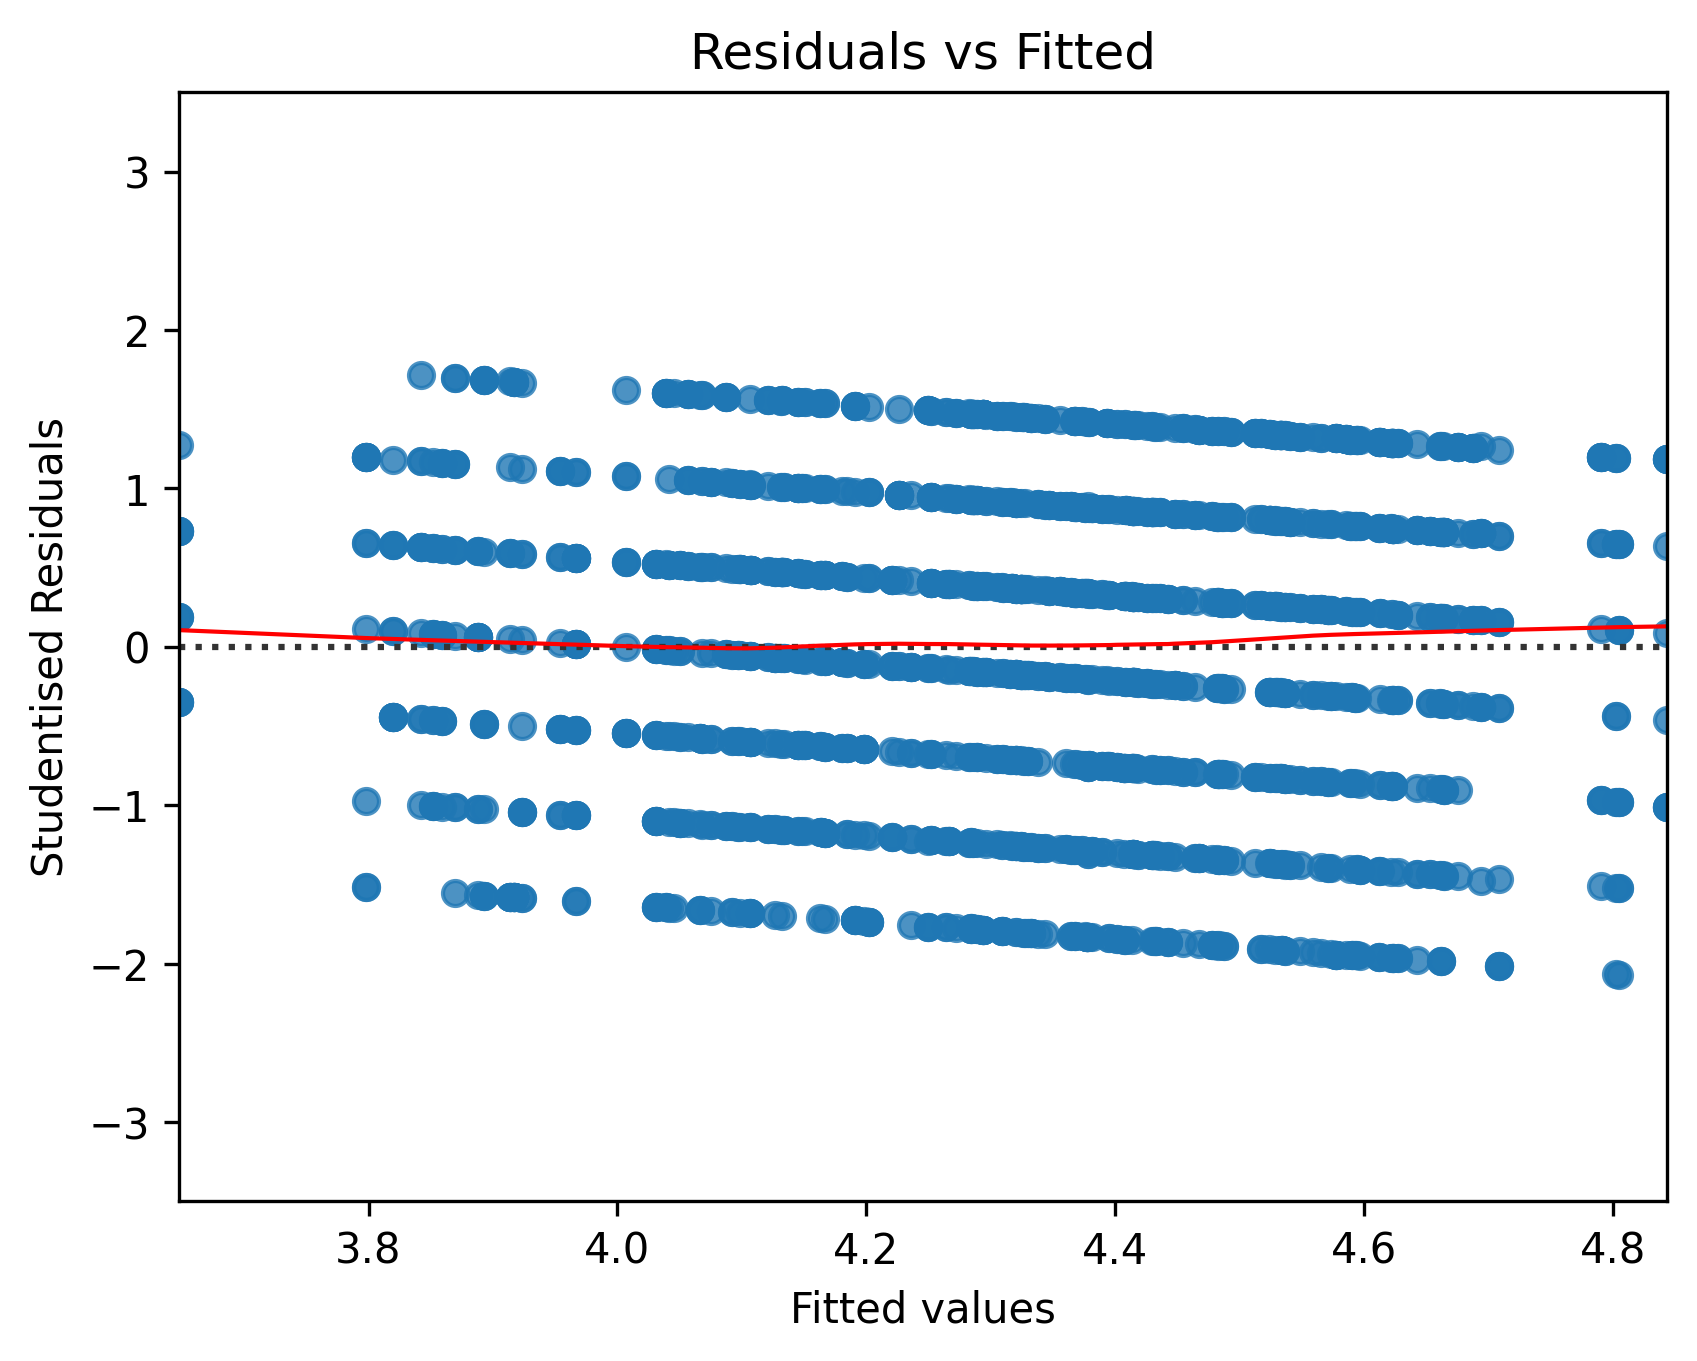 Residuals vs Fitted
Studentised Residuals
3
2
1
0
−1
−2
−3
3.8 4.0 4.2 4.4 4.6 4.8
Fitted values